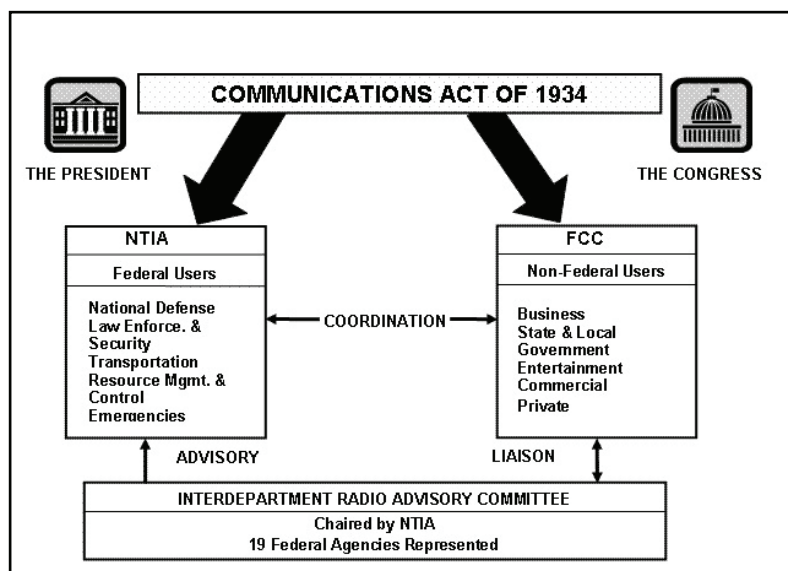 COMMUNICATIONS ACT OF 1934
THE PRESIDENT
THE CONGRESS
NTIA
Federal Users
National Defense
Law Enforce. &
Security
Transportation
Resource Mgmt. &
Control
Emergencies
COORDINATION
FCC
Non-Federal Users
Business
State & Local
Government
Entertainment
Commercial
Private
ADVISORY
LIAISON
INTERDEPARTMENT RADIO ADVISORY COMMITTEE
Chaired by NTIA
19 Federal Agencies Represented